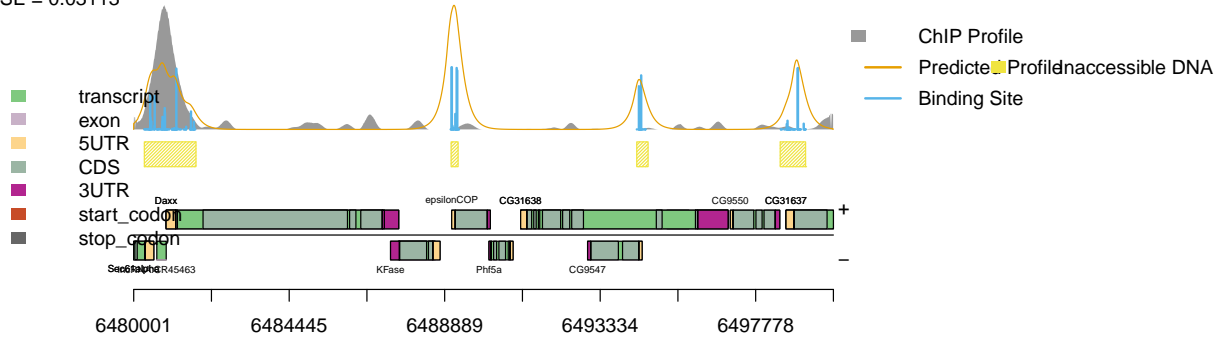 SE = 0.03113
ChIP Profile
Predicted Profile
Inaccessible DNA
Binding Site
transcript
exon
5UTR
CDS
3UTR
start_codon
stop_codon
Daxx
epsilonCOP
CG31638
CG9550
CG31637
+
CR45463
KFase
Phf5a
CG9547
–
6480001
6484445
6488889
6493334
6497778